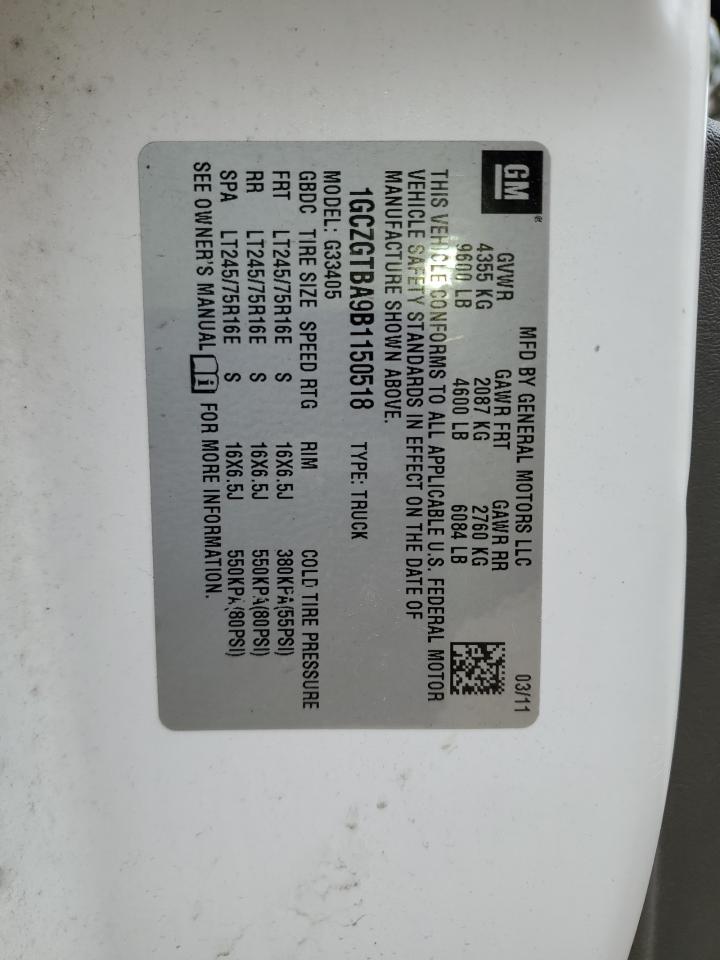 GM®
MFD BY GENERAL MOTORS LLC 03/11
GVWR GAWR FRT GAWR RR
4355 KG 2087 KG 2760 KG
9600 LB 4600 LB 6084 LB
THIS VEHICLE CONFORMS TO ALL APPLICABLE U.S. FEDERAL MOTOR
VEHICLE SAFETY STANDARDS IN EFFECT ON THE DATE OF
MANUFACTURE SHOWN ABOVE.
1GCZGTBA9B1150518 TYPE: TRUCK
MODEL: G33405
GBDC TIRE SIZE SPEED RTG RIM COLD TIRE PRESSURE
FRT LT245/75R16E S 16X6.5J 380KPA(55PSI)
RR LT245/75R16E S 16X6.5J 550KPA(80PSI)
SPA LT245/75R16E S 16X6.5J 550KPA(80PSI)
SEE OWNER'S MANUAL i FOR MORE INFORMATION.